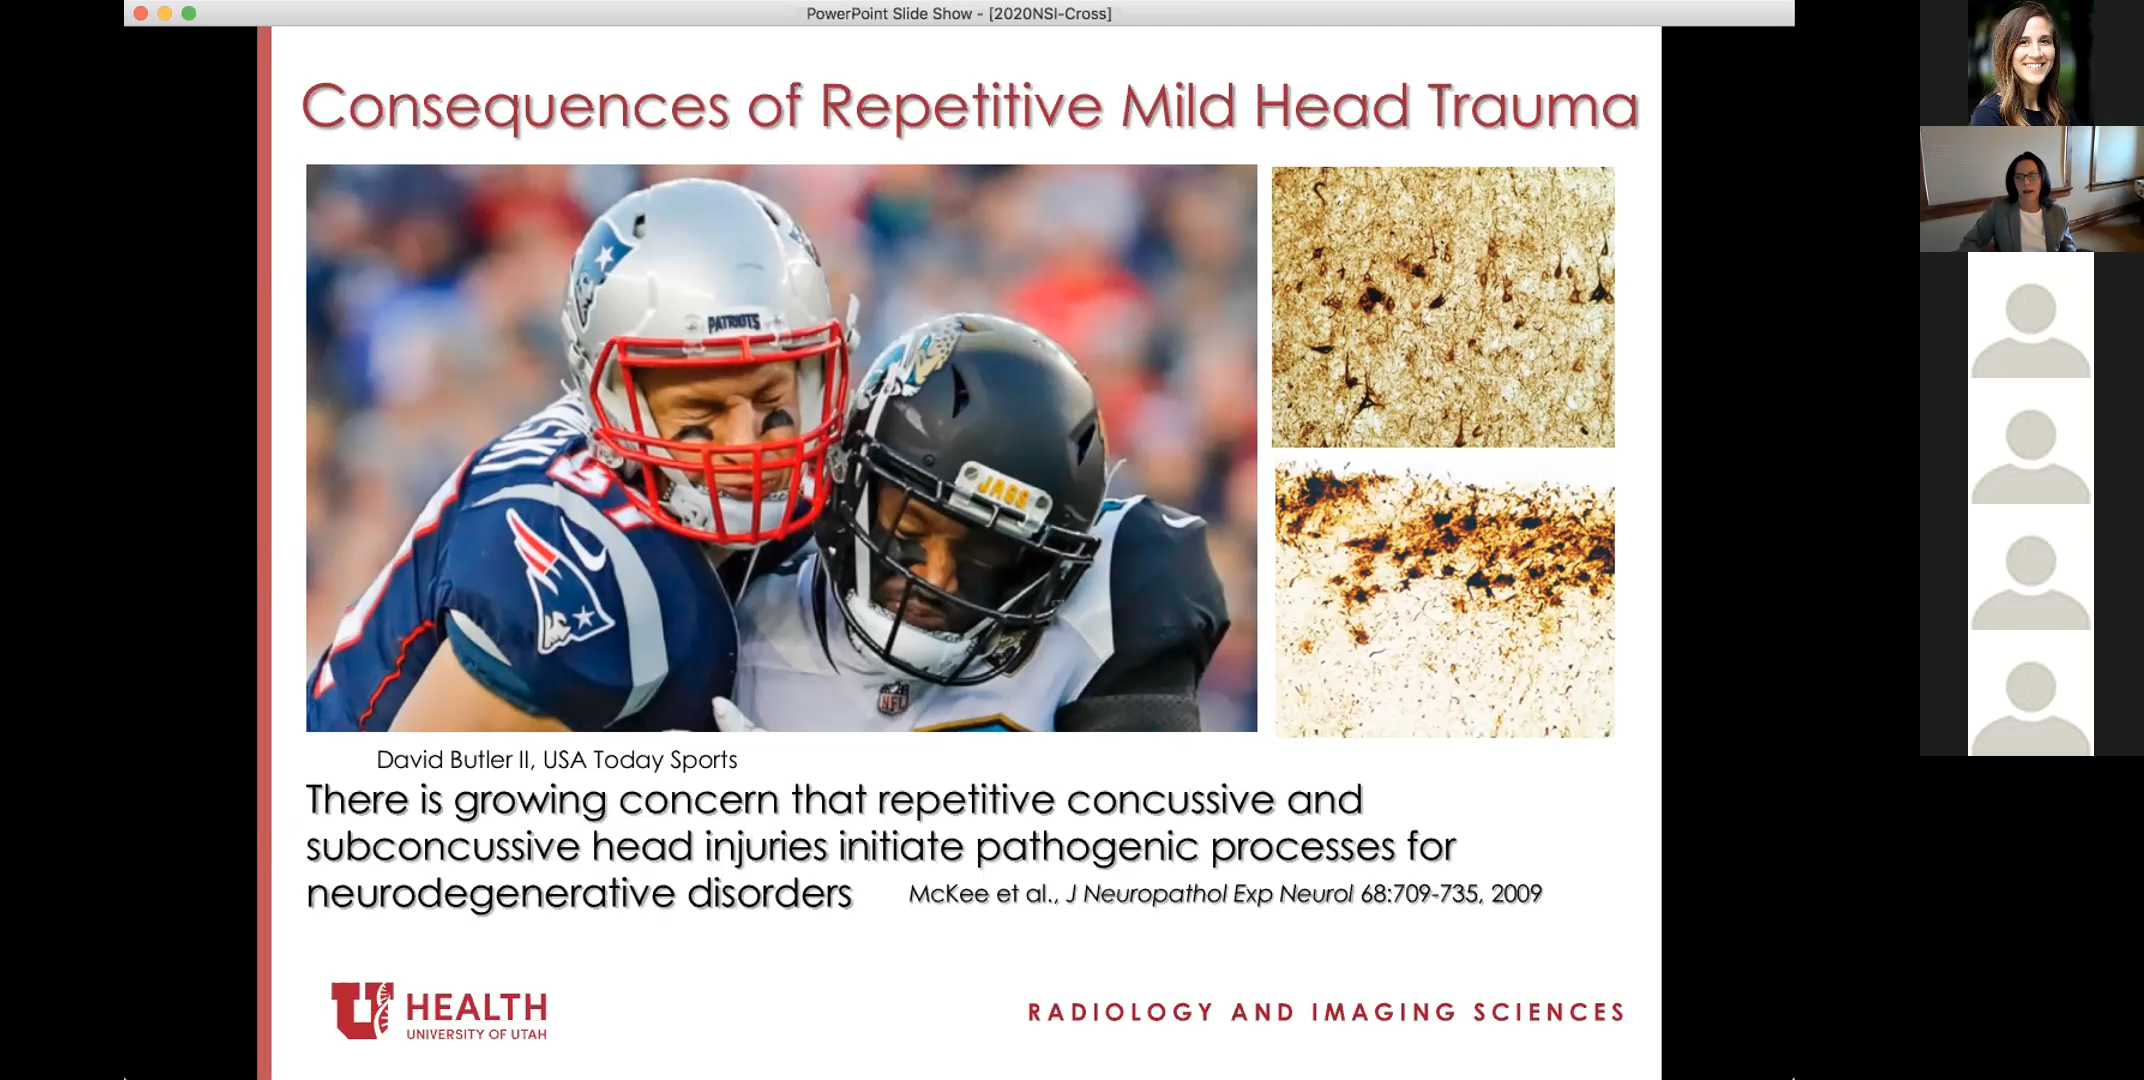 PowerPoint Slide Show - [2020NSI-Cross]
Consequences of Repetitive Mild Head Trauma
PATRIOTS
JAGS
SKI
87
NFL
David Butler II, USA Today Sports
There is growing concern that repetitive concussive and
subconcussive head injuries initiate pathogenic processes for
neurodegenerative disorders
McKee et al., J Neuropathol Exp Neurol 68:709-735, 2009
U HEALTH
UNIVERSITY OF UTAH
RADIOLOGY AND IMAGING SCIENCES